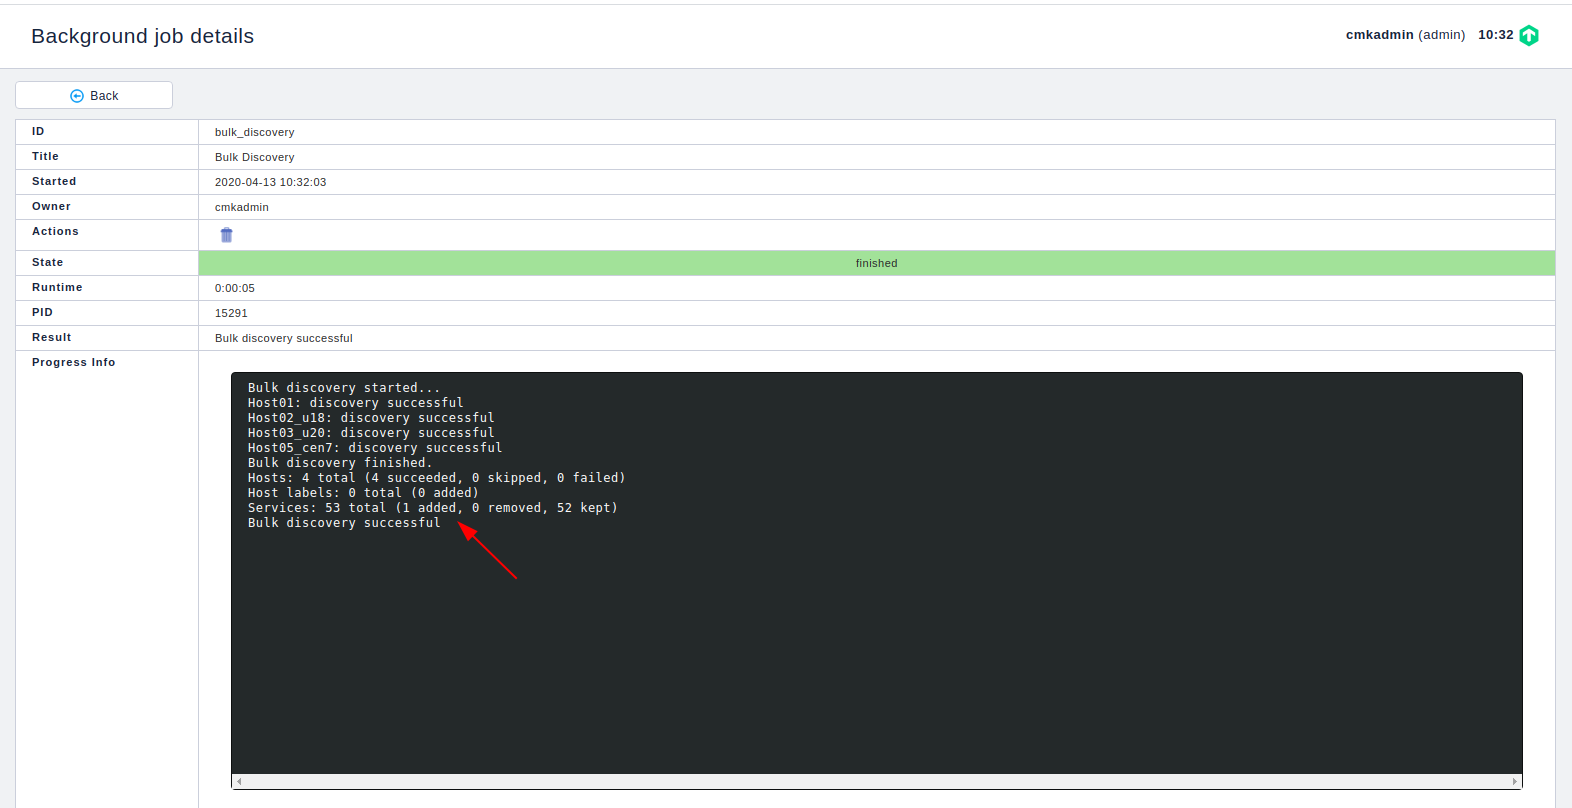 Background job details
cmkadmin (admin) 10:32
Back
ID bulk_discovery
Title Bulk Discovery
Started 2020-04-13 10:32:03
Owner cmkadmin
Actions
State finished
Runtime 0:00:05
PID 15291
Result Bulk discovery successful
Progress Info
Bulk discovery started...
Host01: discovery successful
Host02_u18: discovery successful
Host03_u20: discovery successful
Host05_cen7: discovery successful
Bulk discovery finished.
Hosts: 4 total (4 succeeded, 0 skipped, 0 failed)
Host labels: 0 total (0 added)
Services: 53 total (1 added, 0 removed, 52 kept)
Bulk discovery successful